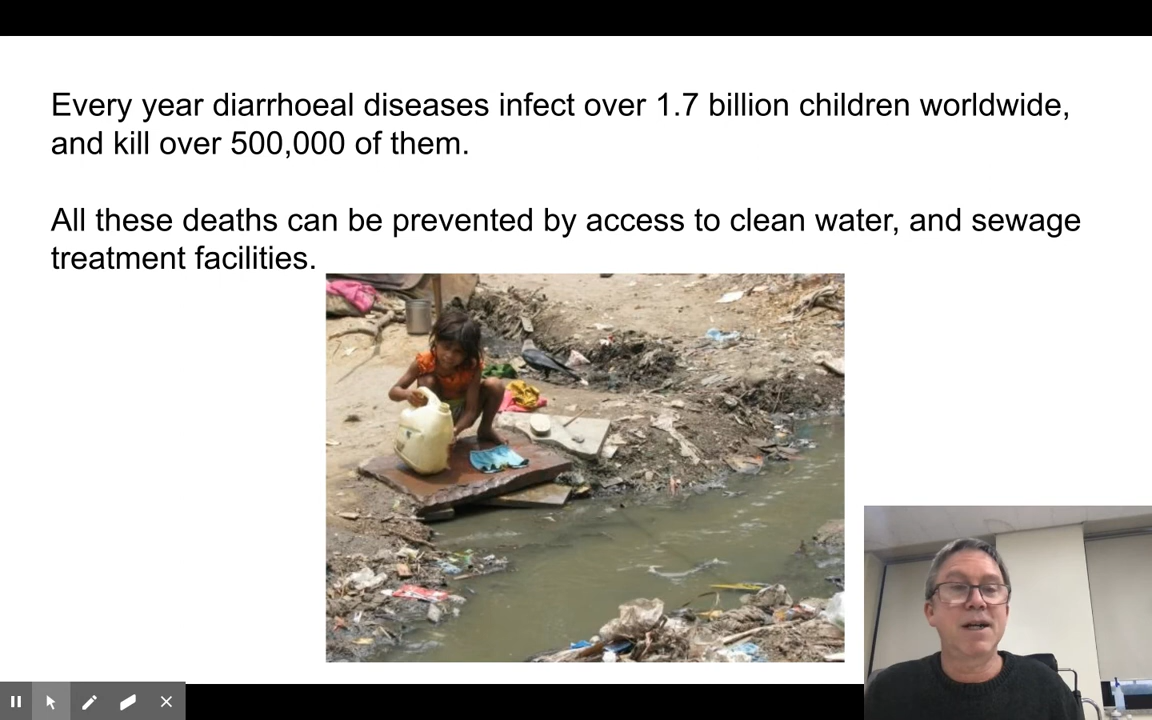 Every year diarrhoeal diseases infect over 1.7 billion children worldwide,
and kill over 500,000 of them.
All these deaths can be prevented by access to clean water, and sewage
treatment facilities.